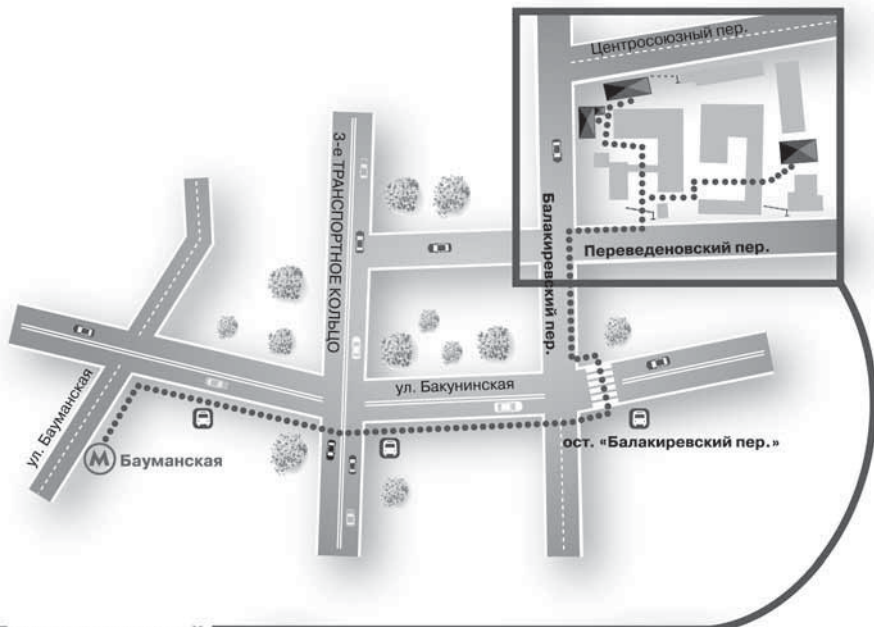 Центросоюзный пер.
3-е ТРАНСПОРТНОЕ КОЛЬЦО
Балакиревский пер.
Переведеновский пер.
ул. Бакунинская
ул. Бауманская
М Бауманская
ост. «Балакиревский пер.»